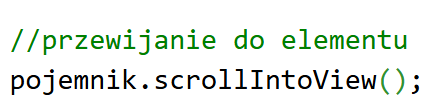 //przewijanie do elementu
pojemnik.scrollIntoView();